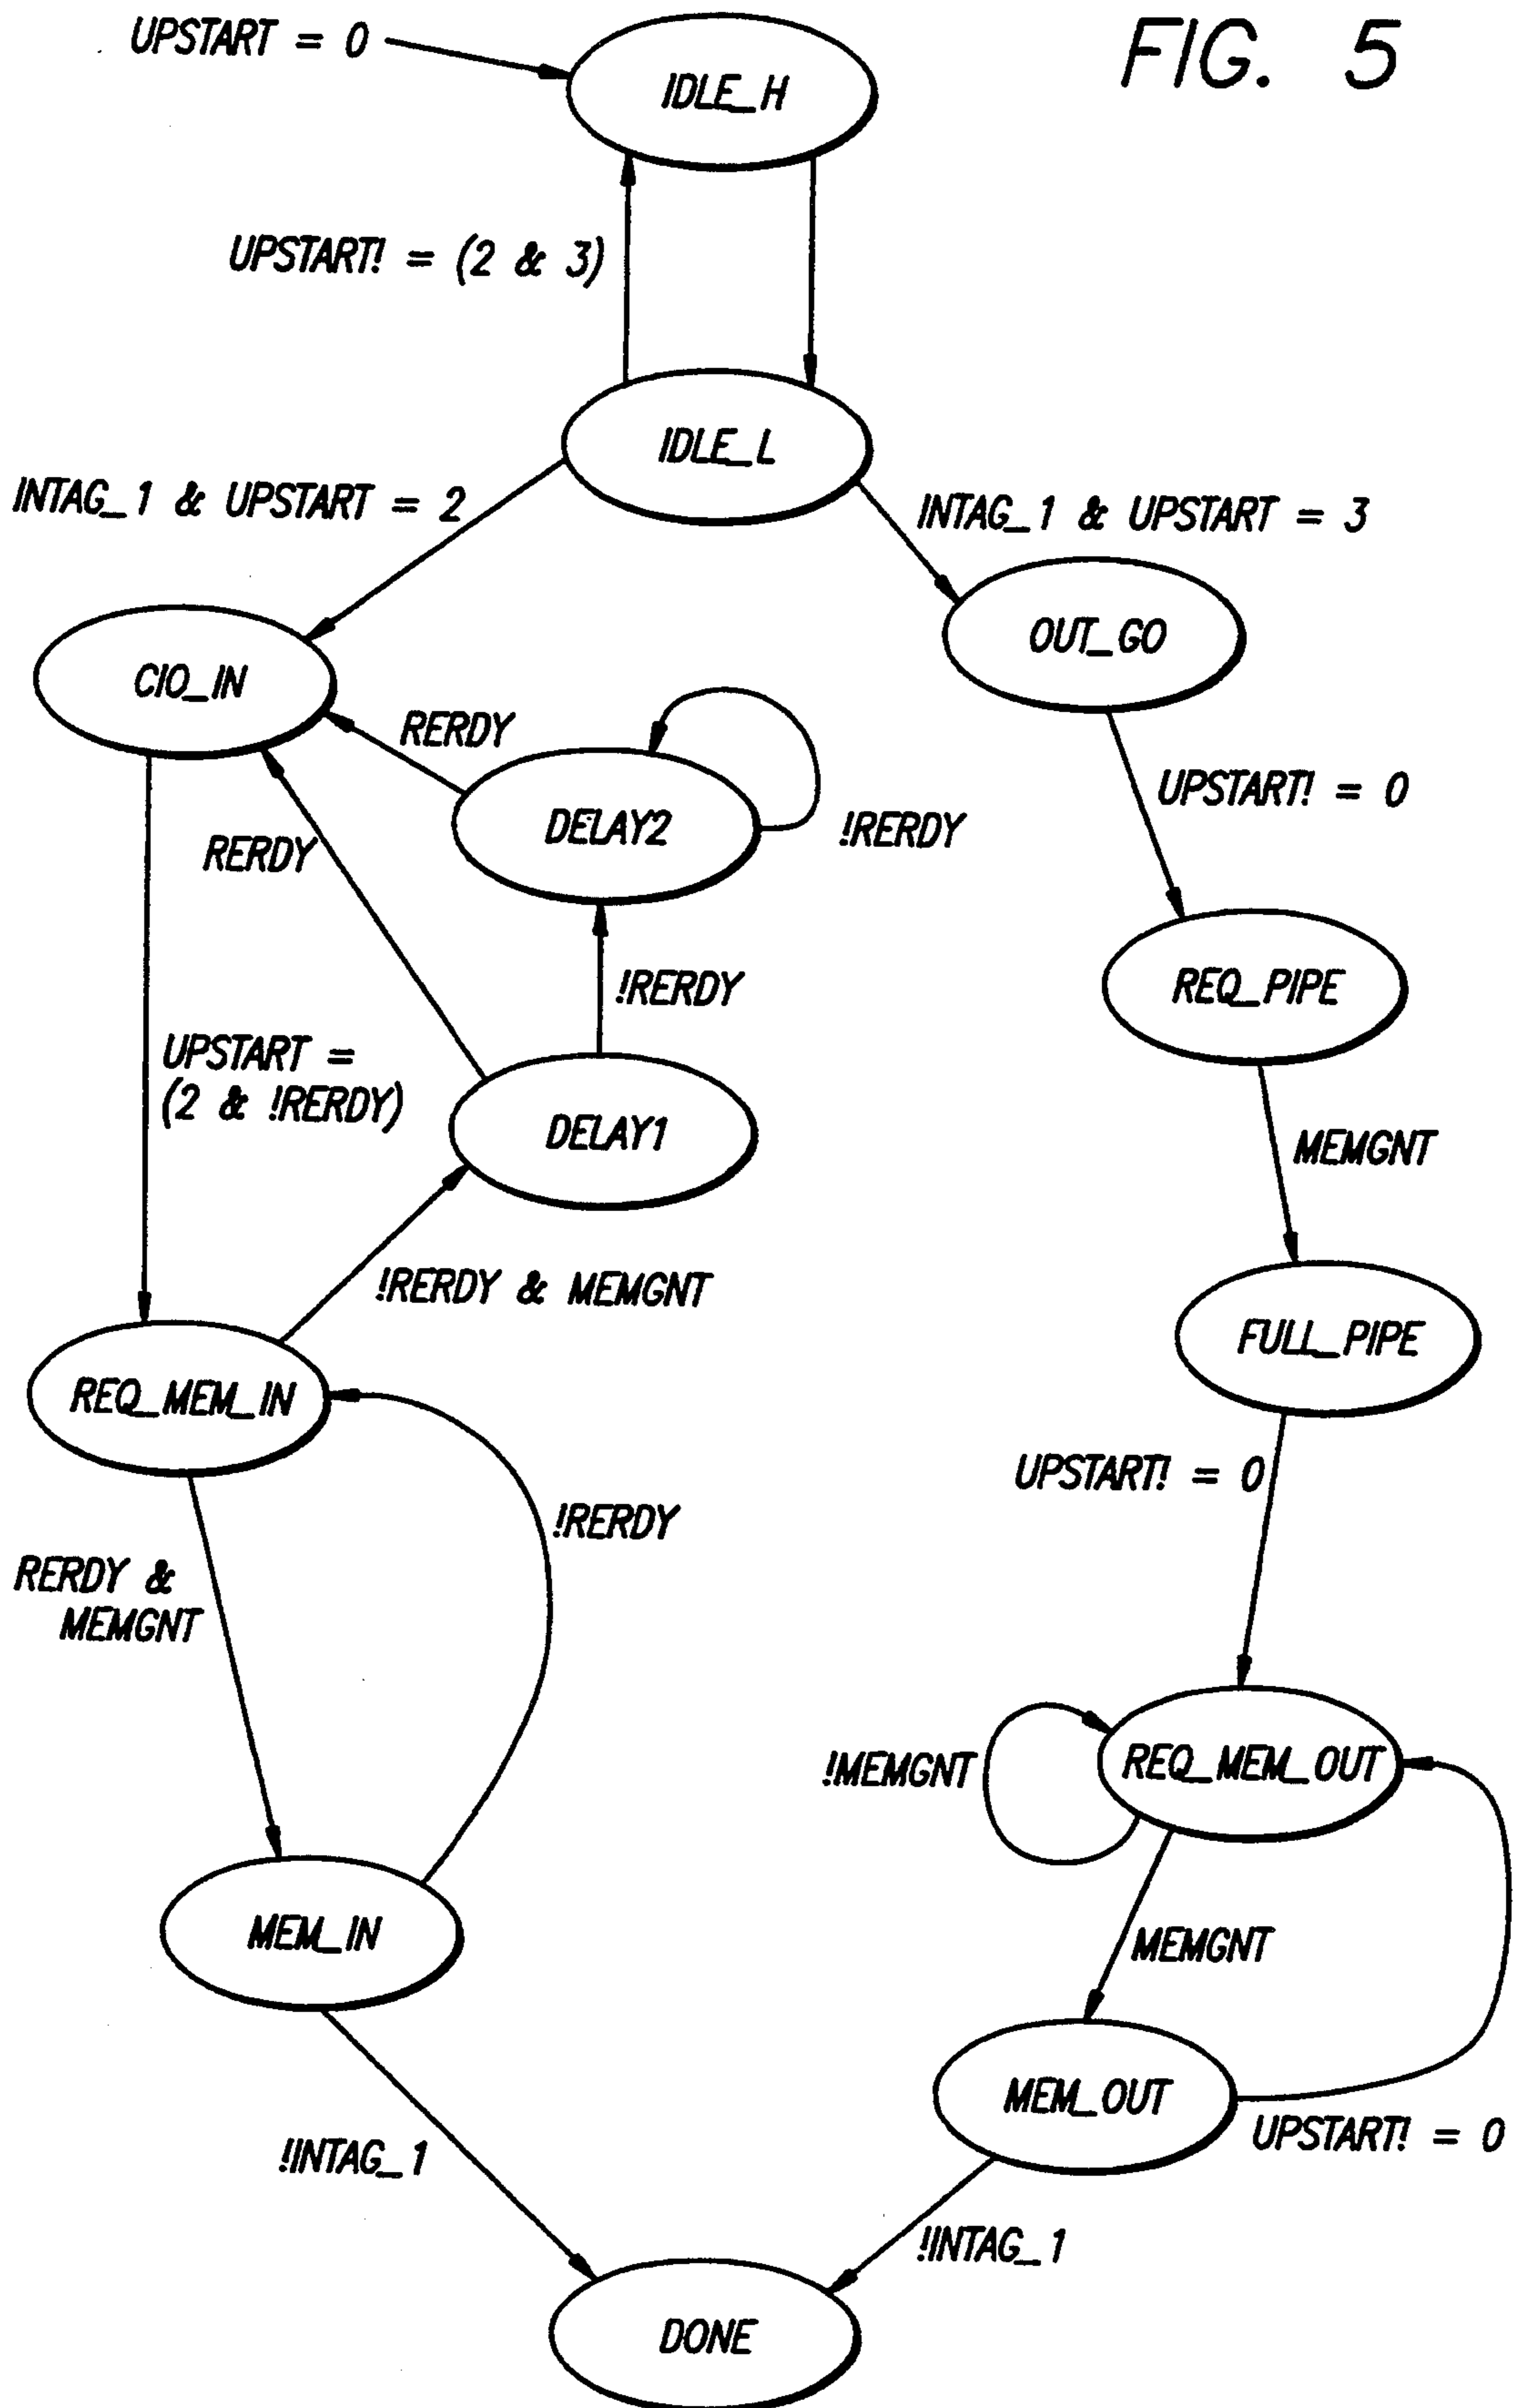 UPSTART = 0
FIG. 5
IDLE_H
UPSTART! = (2 & 3)
IDLE_L
INTAG_1 & UPSTART = 2
INTAG_1 & UPSTART = 3
OUT_GO
CIO_IN
RERDY
UPSTART! = 0
DELAY2
!RERDY
RERDY
REQ_PIPE
!RERDY
UPSTART =
(2 & !RERDY)
DELAY1
MEMGNT
!RERDY & MEMGNT
FULL_PIPE
REQ_MEM_IN
UPSTART! = 0
!RERDY
RERDY &
MEMGNT
REQ_MEM_OUT
!MEMGNT
MEM_IN
MEMGNT
MEM_OUT
UPSTART! = 0
!INTAG_1
!INTAG_1
DONE